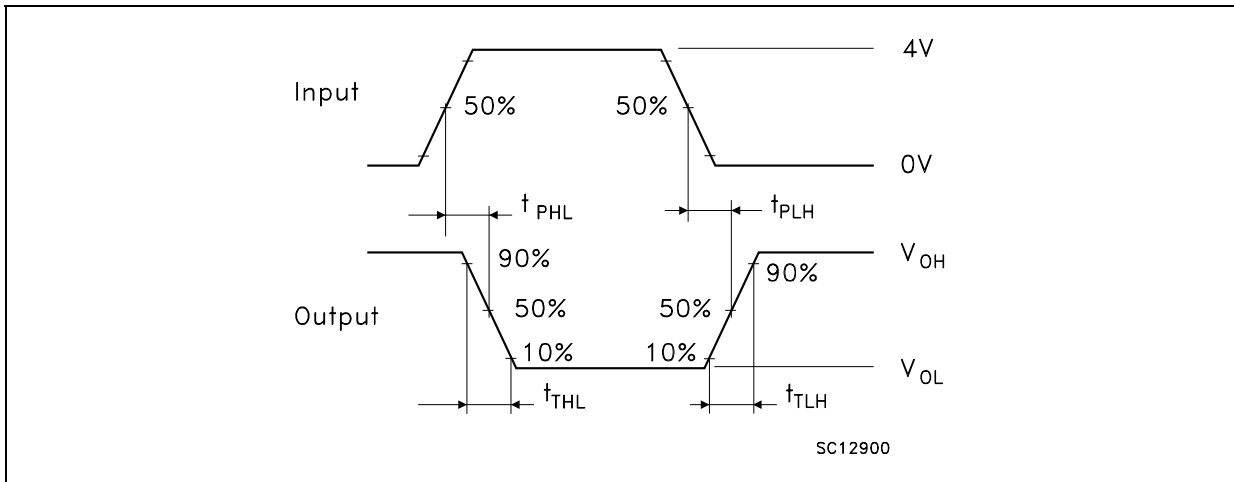 4V
Input
50%
50%
0V
t PHL
tPLH
VOH
90%
90%
Output
50%
50%
10%
10%
VOL
tTHL
tTLH
SC12900